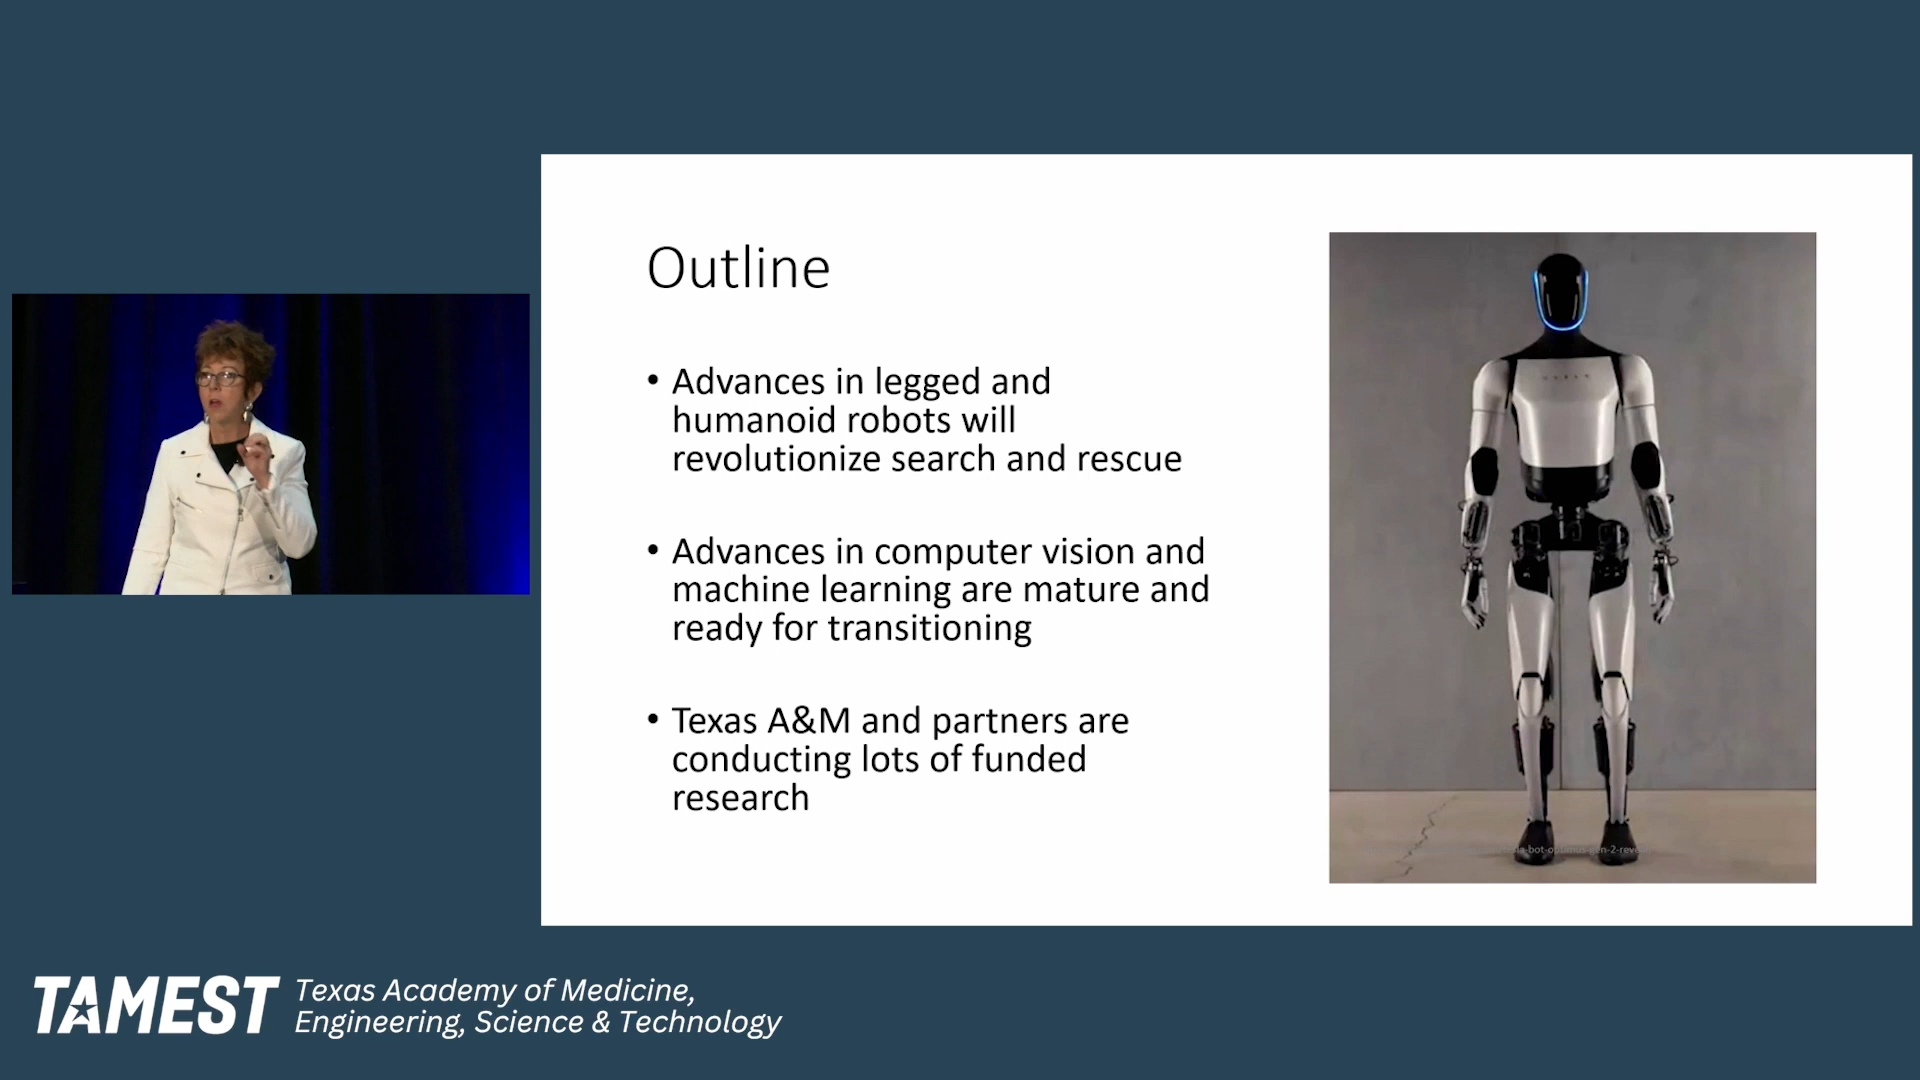 Outline
• Advances in legged and
humanoid robots will
revolutionize search and rescue
• Advances in computer vision and
machine learning are mature and
ready for transitioning
• Texas A&M and partners are
conducting lots of funded
research
TAMEST
Texas Academy of Medicine,
Engineering, Science & Technology